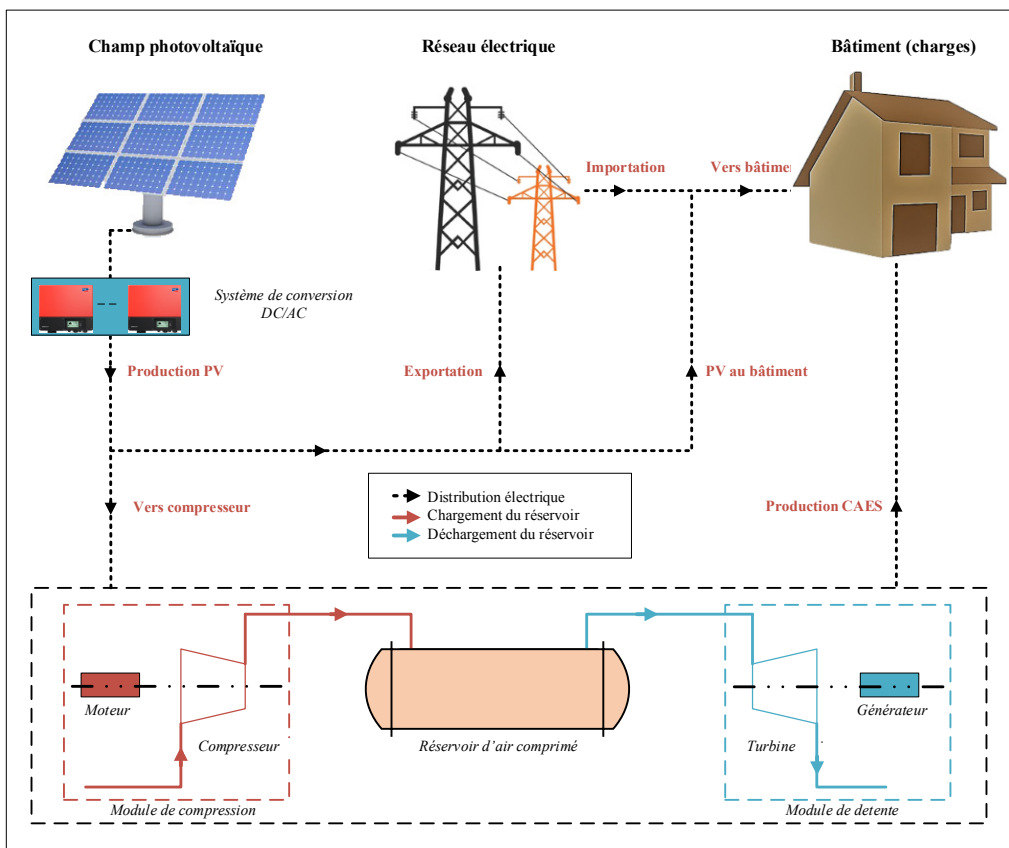 Champ photovoltaïque
Réseau électrique
Bâtiment (charges)
Importation
Vers bâtiment
Système de conversion
DC/AC
Production PV
Exportation
PV au bâtiment
Distribution électrique
Chargement du réservoir
Déchargement du réservoir
Vers compresseur
Production CAES
Moteur
Compresseur
Réservoir d'air comprimé
Turbine
Générateur
Module de compression
Module de detente